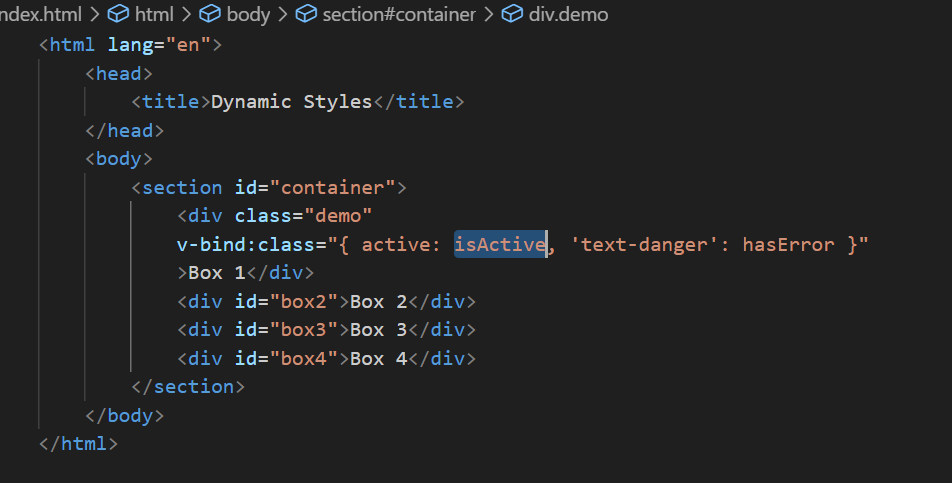 ndex.html > html > body > section#container > div.demo
<html lang="en">
<head>
<title>Dynamic Styles</title>
</head>
<body>
<section id="container">
<div class="demo"
v-bind:class="{ active: isActive, 'text-danger': hasError }"
>Box 1</div>
<div id="box2">Box 2</div>
<div id="box3">Box 3</div>
<div id="box4">Box 4</div>
</section>
</body>
</html>